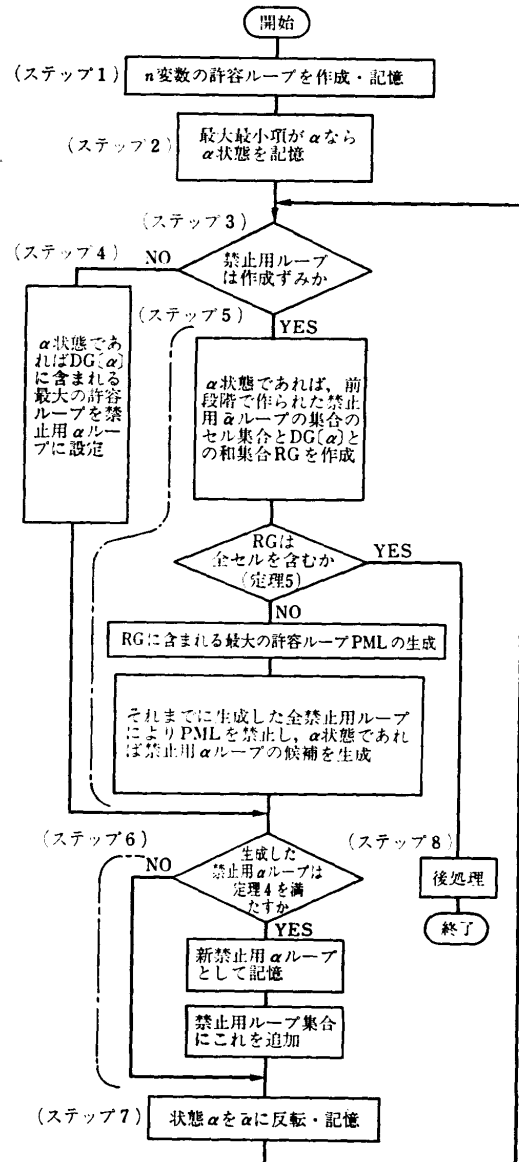 開始
(ステップ1)
n変数の許容ループを作成・記憶
(ステップ2)
最大最小項がαなら
α状態を記憶
(ステップ3)
(ステップ4)
NO
禁止用ループ
は作成ずみか
(ステップ5)
YES
α状態であ
ればDG〔α〕
に含まれる
最大の許容
ループを禁
止用αルー
プに設定
α状態であれば，前
段階で作られた禁止
用ᾱループの集合の
セル集合とDG〔α〕と
の和集合RGを作成
RGは
全セルを含むか
(定理5)
YES
NO
RGに含まれる最大の許容ループPMLの生成
それまでに生成した全禁止用ループ
によりPMLを禁止し，α状態であれ
ば禁止用αループの候補を生成
(ステップ6)
NO
生成した
禁止用αループは
定理4を満
たすか
(ステップ8)
後処理
終了
YES
新禁止用αループ
として記憶
禁止用ループ集合
にこれを追加
(ステップ7)
状態αをᾱに反転・記憶